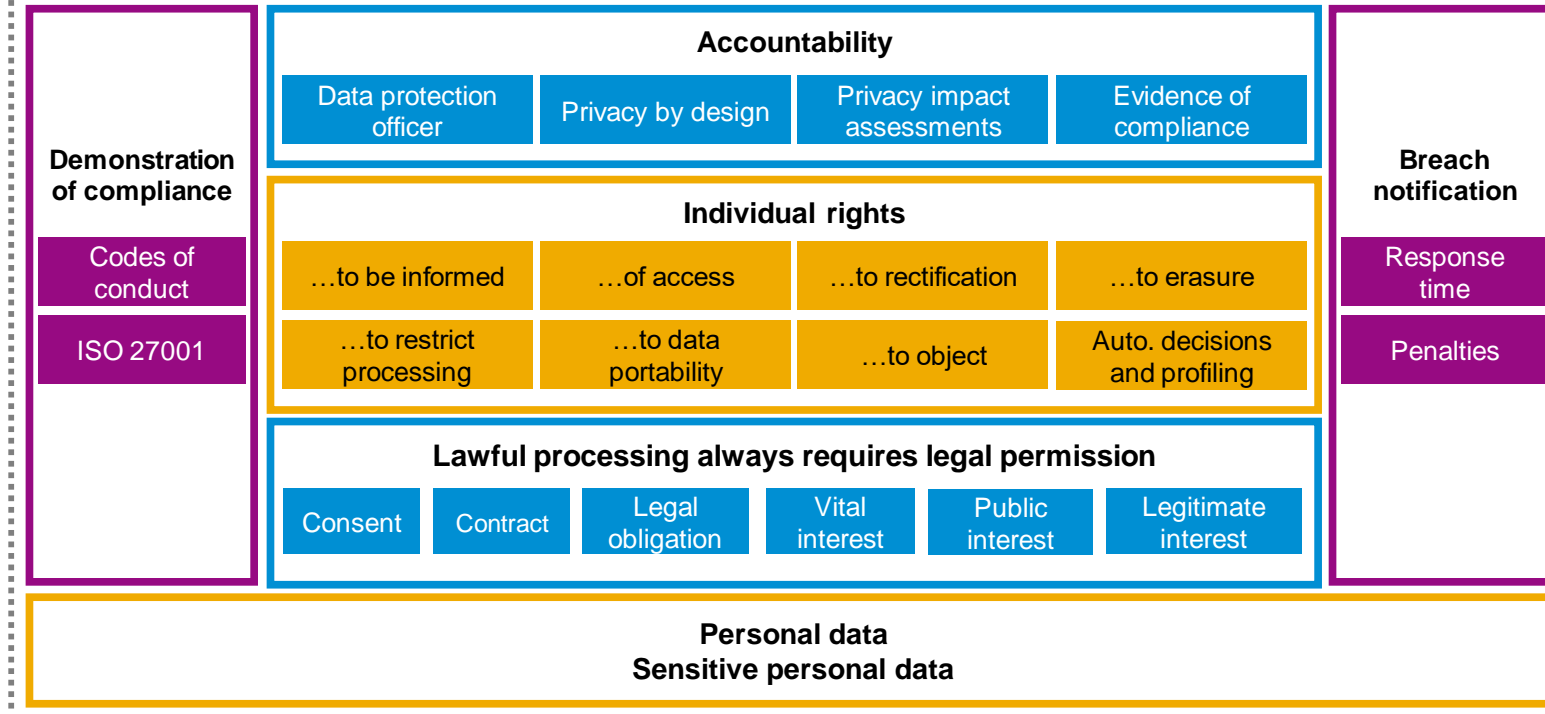 Accountability
Data protection
officer
Privacy by design
Privacy impact
assessments
Evidence of
compliance
Demonstration
of compliance
Codes of
conduct
ISO 27001
Individual rights
…to be informed
…of access
…to rectification
…to erasure
…to restrict
processing
…to data
portability
…to object
Auto. decisions
and profiling
Breach
notification
Response
time
Penalties
Lawful processing always requires legal permission
Consent
Contract
Legal
obligation
Vital
interest
Public
interest
Legitimate
interest
Personal data
Sensitive personal data